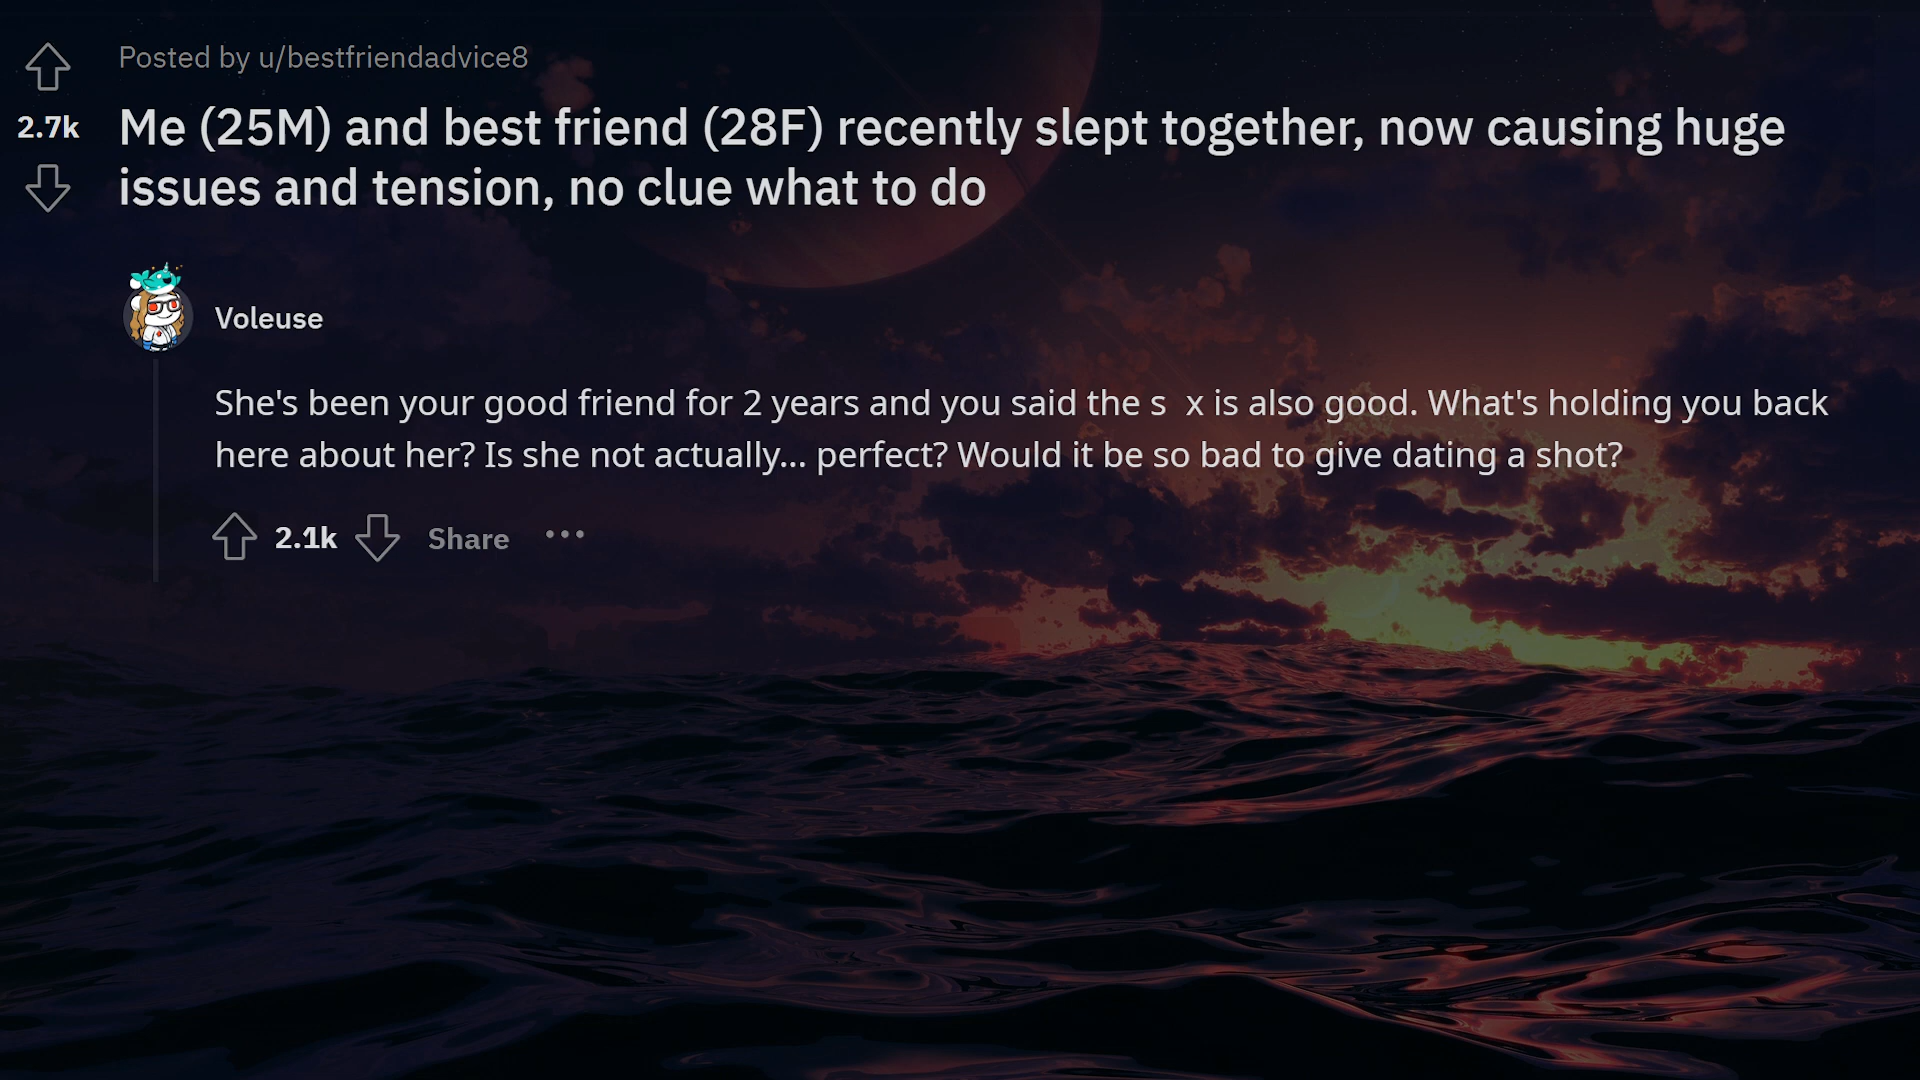 Posted by u/bestfriendadvice8
2.7k
Me (25M) and best friend (28F) recently slept together, now causing huge
issues and tension, no clue what to do
Voleuse
She's been your good friend for 2 years and you said the s  x is also good. What's holding you back
here about her? Is she not actually... perfect? Would it be so bad to give dating a shot?
2.1k Share ···